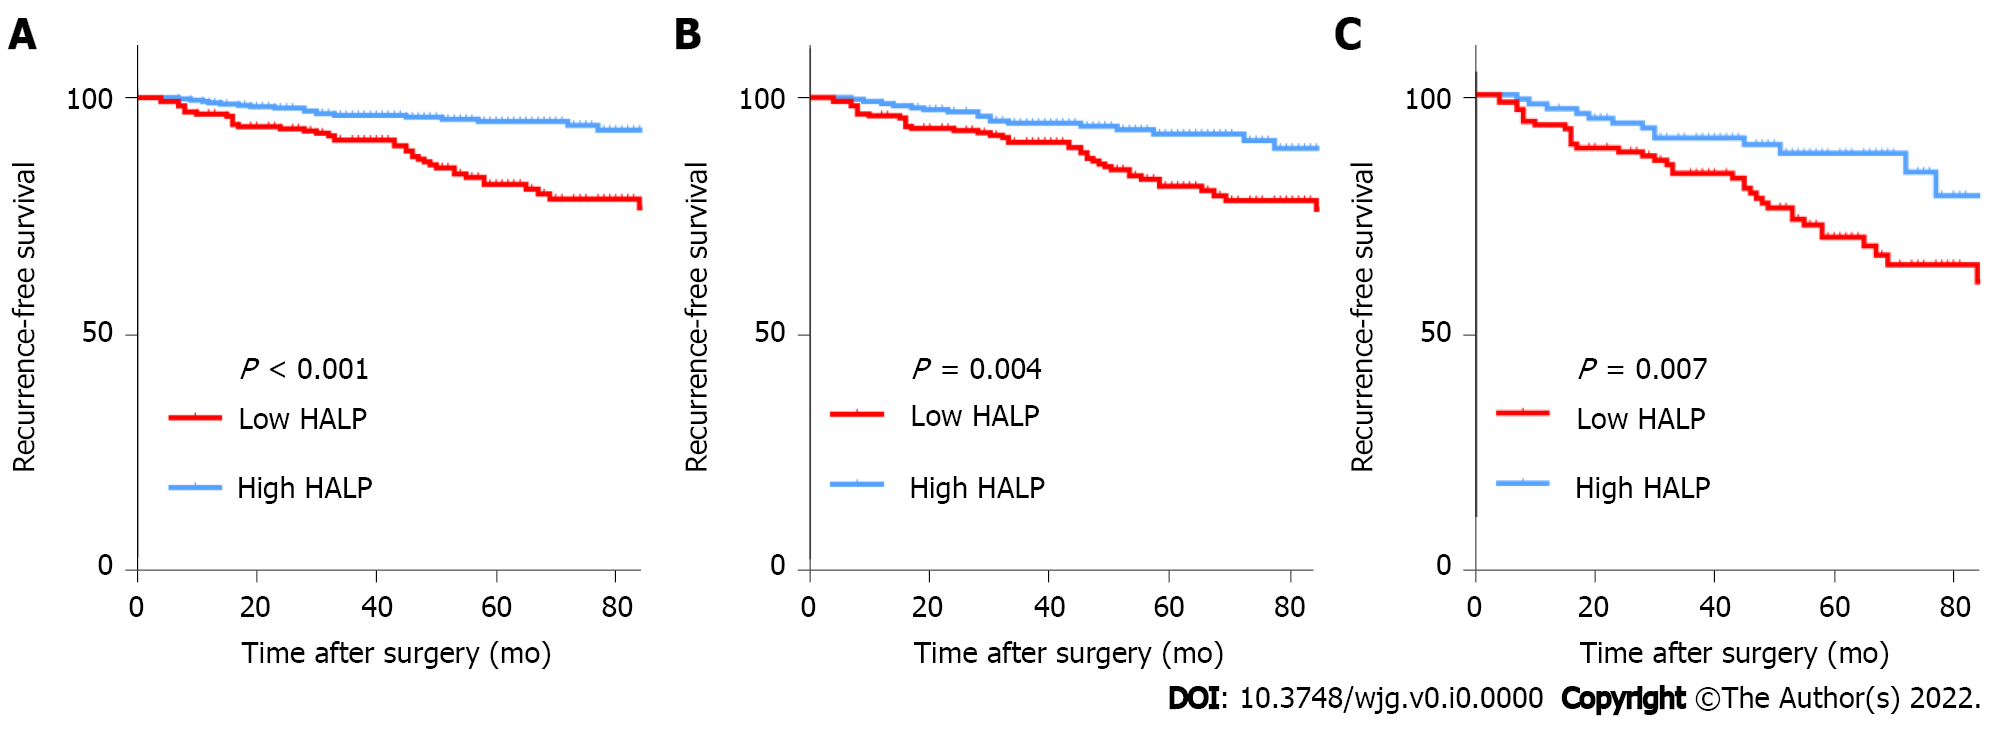 A
Recurrence-free survival
100
50
0
P < 0.001
Low HALP
High HALP
0 20 40 60 80
Time after surgery (mo)
B
Recurrence-free survival
100
50
0
P = 0.004
Low HALP
High HALP
0 20 40 60 80
Time after surgery (mo)
C
Recurrence-free survival
100
50
0
P = 0.007
Low HALP
High HALP
0 20 40 60 80
Time after surgery (mo)
DOI: 10.3748/wjg.v0.i0.0000 Copyright ©The Author(s) 2022.